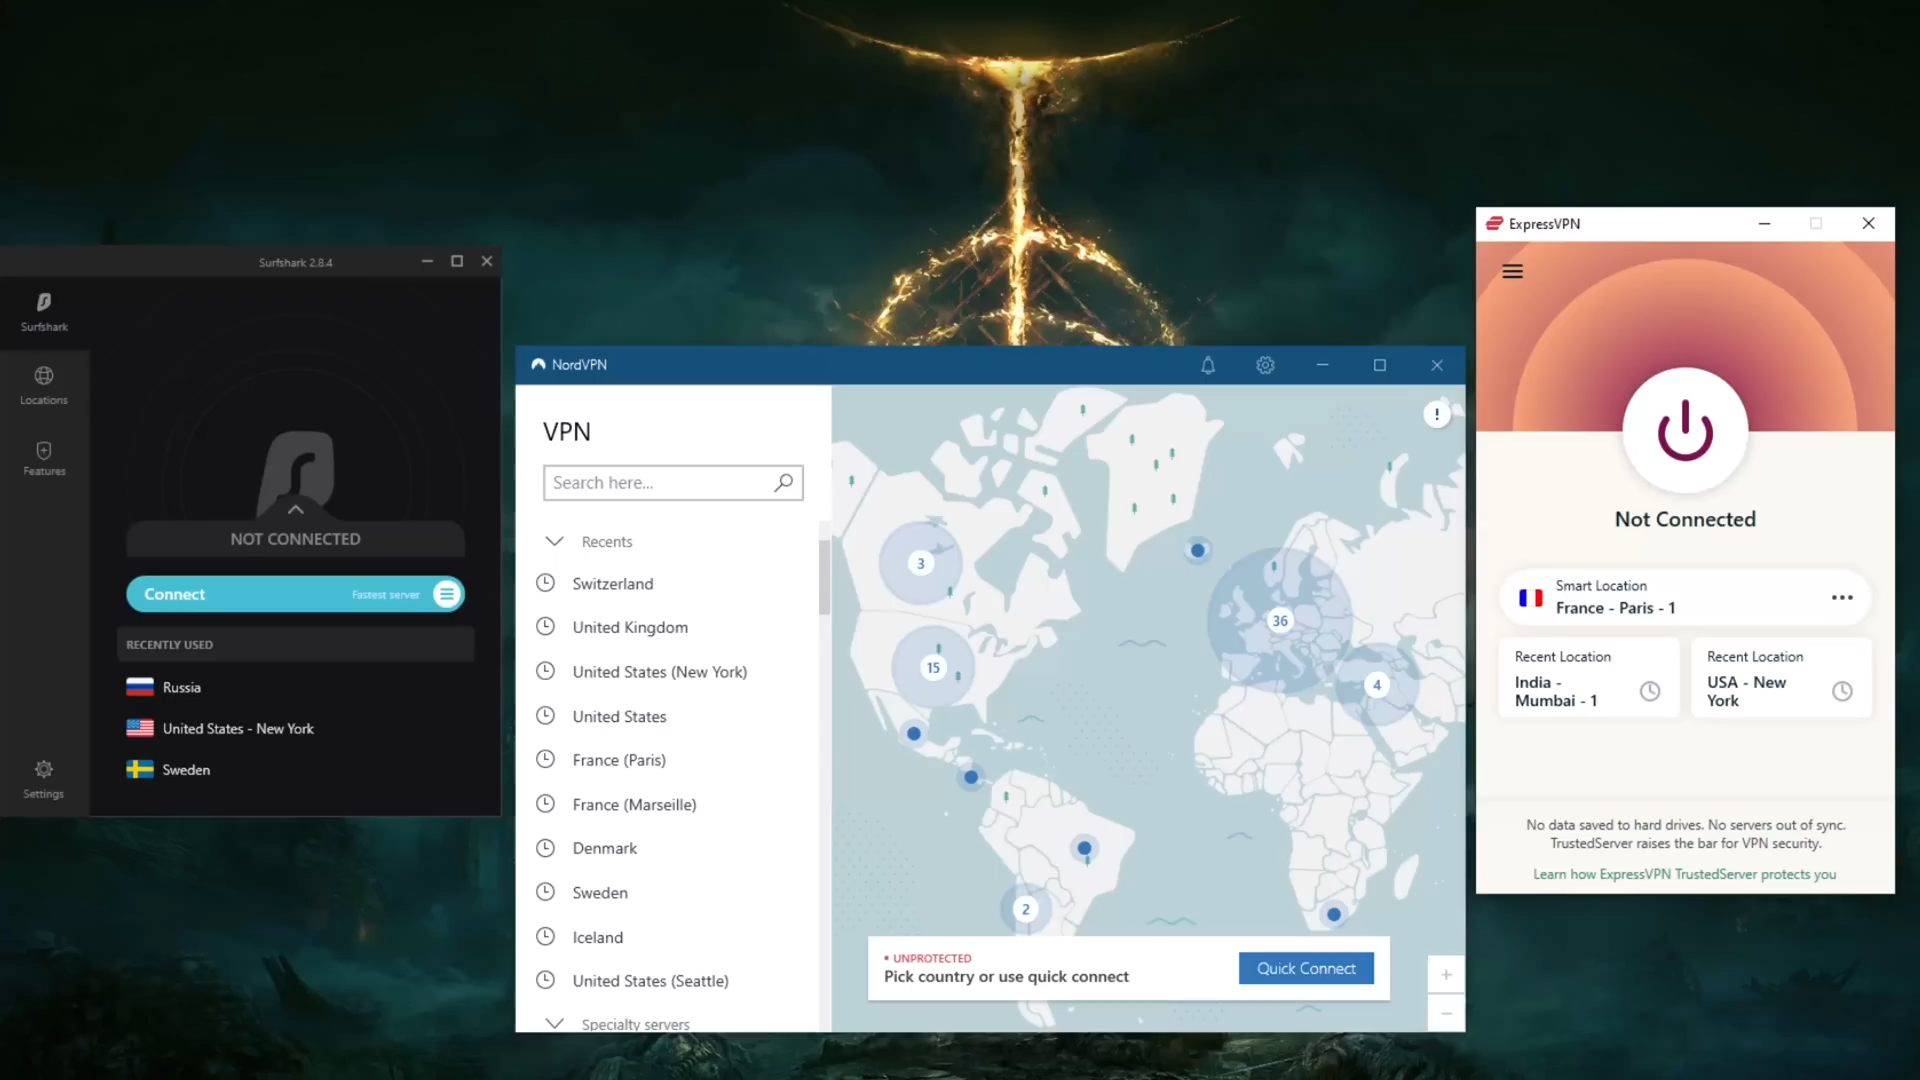 Surfshark 2.8.4
Surfshark
Locations
Features
Settings
NOT CONNECTED
Connect
Fastest server
RECENTLY USED
Russia
United States - New York
Sweden
NordVPN
VPN
Search here...
Recents
Switzerland
United Kingdom
United States (New York)
United States
France (Paris)
France (Marseille)
Denmark
Sweden
Iceland
United States (Seattle)
Specialty servers
!
3
15
36
4
2
UNPROTECTED
Pick country or use quick connect
Quick Connect
+
−
ExpressVPN
Not Connected
Smart Location
France - Paris - 1
Recent Location
India -
Mumbai - 1
Recent Location
USA - New
York
No data saved to hard drives. No servers out of sync.
TrustedServer raises the bar for VPN security.
Learn how ExpressVPN TrustedServer protects you